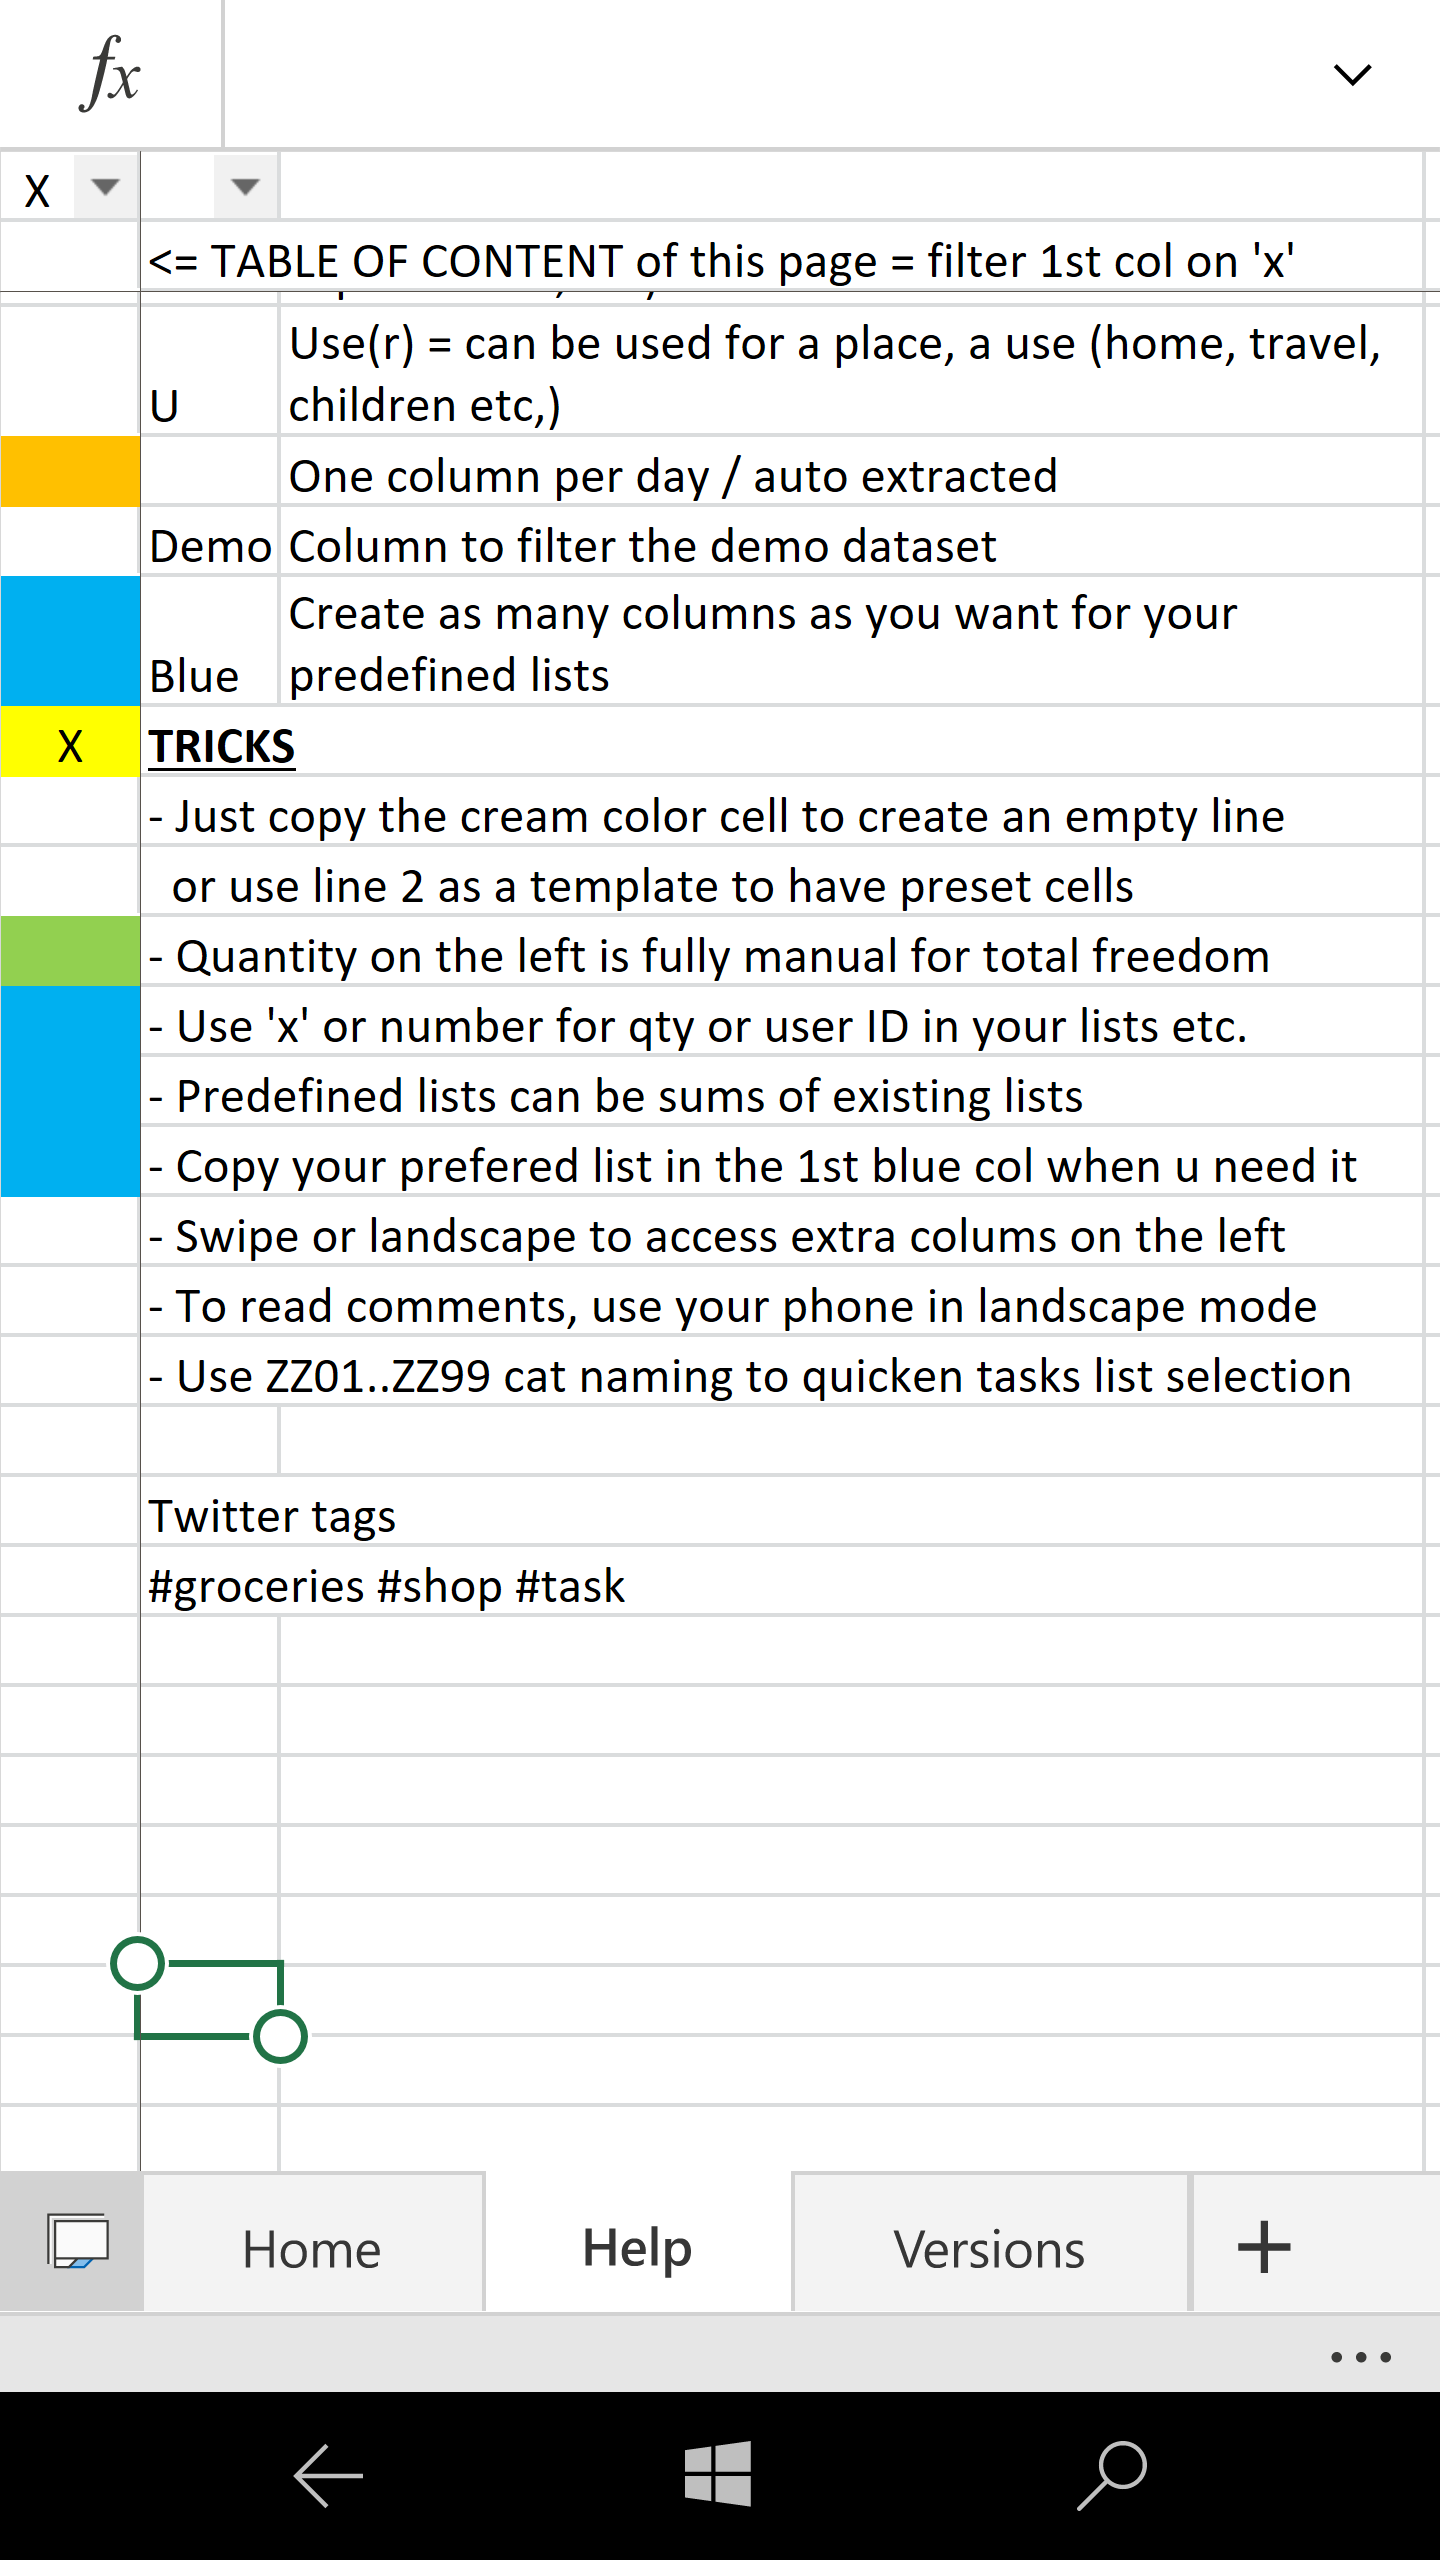 fx
X
<= TABLE OF CONTENT of this page = filter 1st col on 'x'
Use(r) = can be used for a place, a use (home, travel,
U children etc,)
One column per day / auto extracted
Demo Column to filter the demo dataset
Create as many columns as you want for your
Blue predefined lists
X TRICKS
- Just copy the cream color cell to create an empty line
or use line 2 as a template to have preset cells
- Quantity on the left is fully manual for total freedom
- Use 'x' or number for qty or user ID in your lists etc.
- Predefined lists can be sums of existing lists
- Copy your prefered list in the 1st blue col when u need it
- Swipe or landscape to access extra colums on the left
- To read comments, use your phone in landscape mode
- Use ZZ01..ZZ99 cat naming to quicken tasks list selection
Twitter tags
#groceries #shop #task
Home Help Versions +